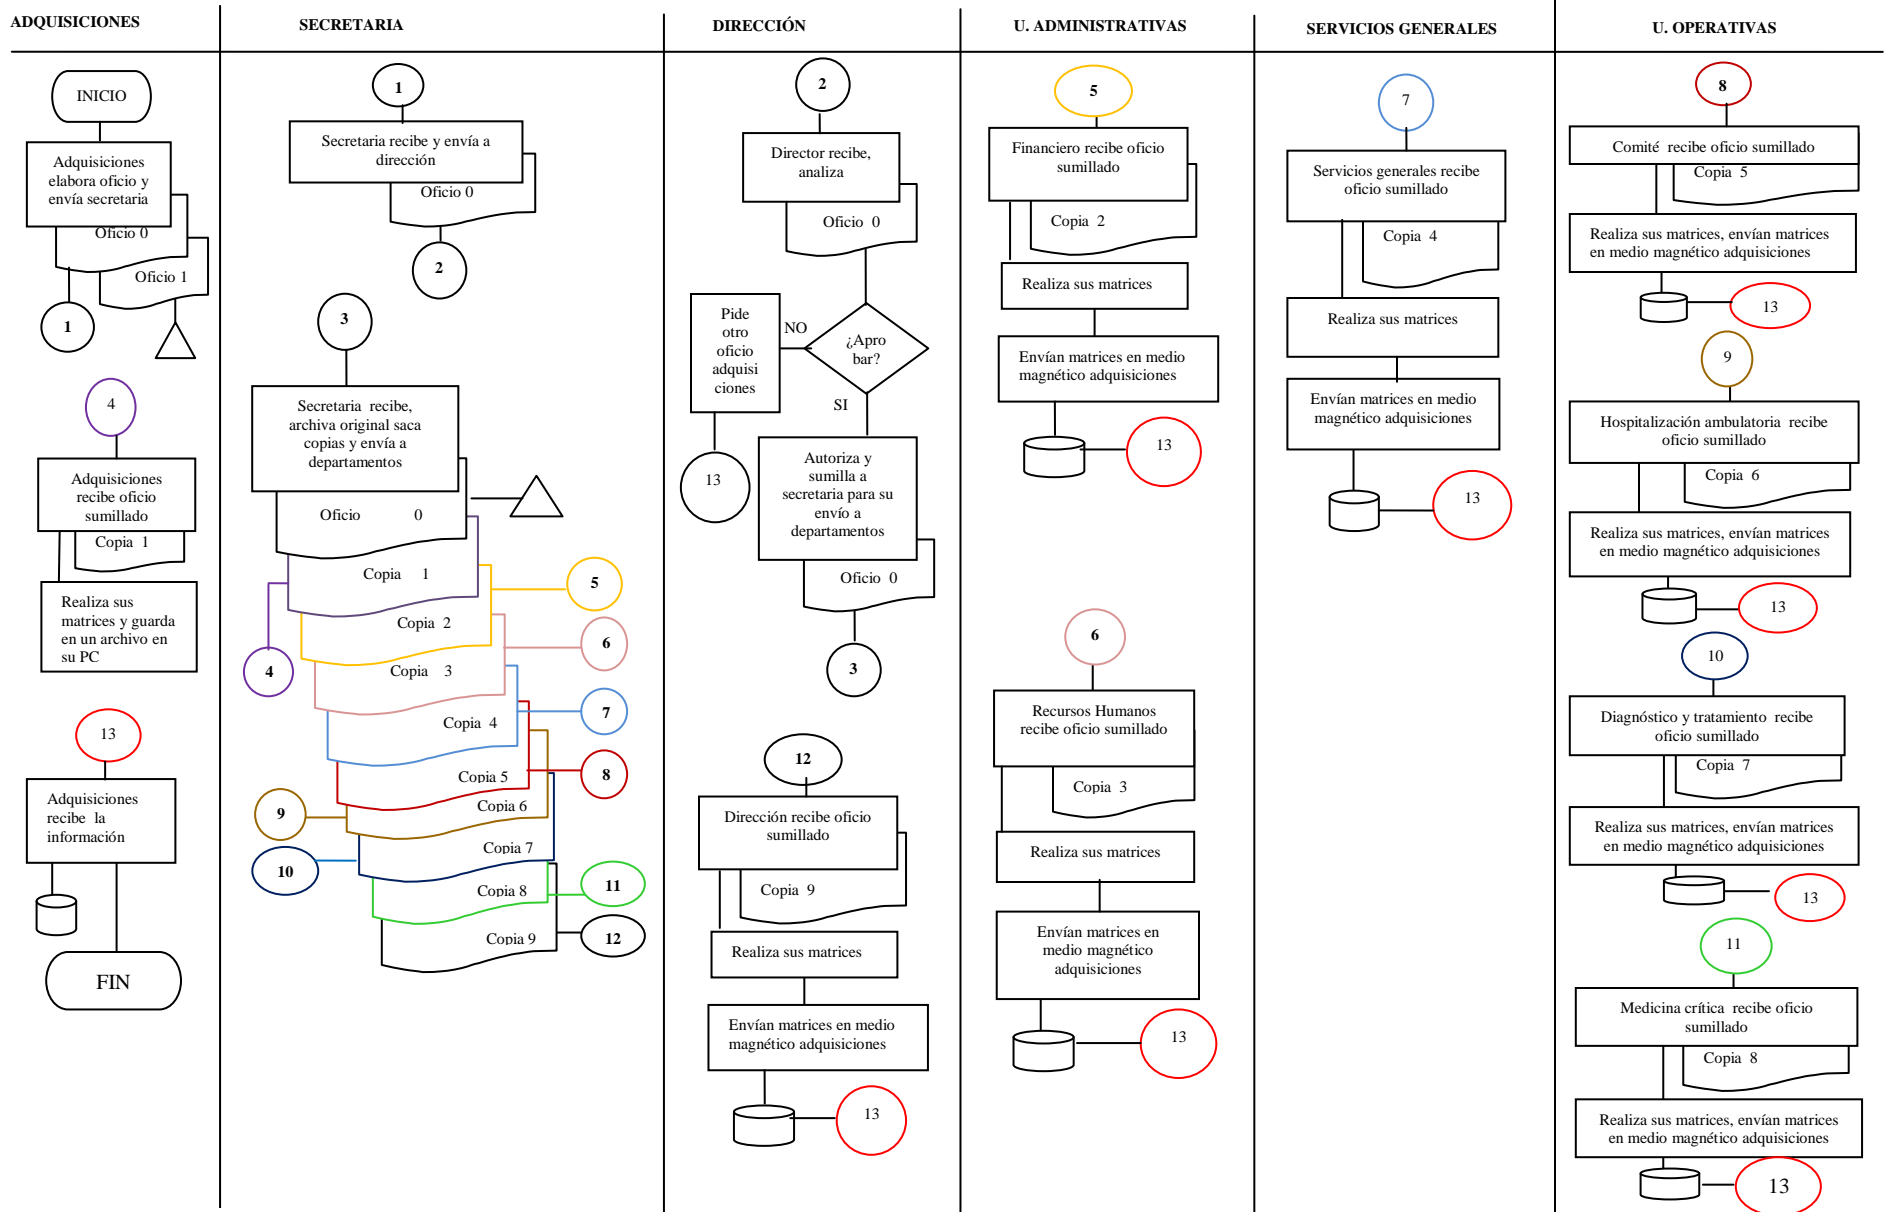 ADQUISICIONES
SECRETARIA
DIRECCIÓN
U. ADMINISTRATIVAS
SERVICIOS GENERALES
U. OPERATIVAS
INICIO
Adquisiciones
elabora oficio y
envía secretaria
Oficio 0
Oficio 1
1
4
Adquisiciones
recibe oficio
sumillado
Copia 1
Realiza sus
matrices y guarda
en un archivo en
su PC
13
Adquisiciones
recibe la
información
FIN
1
Secretaria recibe y envía a
dirección
Oficio 0
2
3
Secretaria recibe,
archiva original saca
copias y envía a
departamentos
Oficio 0
Copia 1
Copia 2
Copia 3
Copia 4
Copia 5
Copia 6
Copia 7
Copia 8
Copia 9
4
5
6
7
8
9
10
11
12
2
Director recibe,
analiza
Oficio 0
¿Apro
bar?
NO
SI
Pide
otro
oficio
adquisi
ciones
13
Autoriza y
sumilla a
secretaria para su
envío a
departamentos
Oficio 0
3
12
Dirección recibe oficio
sumillado
Copia 9
Realiza sus matrices
Envían matrices en medio
magnético adquisiciones
13
5
Financiero recibe oficio
sumillado
Copia 2
Realiza sus matrices
Envían matrices en medio
magnético adquisiciones
13
6
Recursos Humanos
recibe oficio sumillado
Copia 3
Realiza sus matrices
Envían matrices en
medio magnético
adquisiciones
13
7
Servicios generales recibe
oficio sumillado
Copia 4
Realiza sus matrices
Envían matrices en medio
magnético adquisiciones
13
8
Comité recibe oficio sumillado
Copia 5
Realiza sus matrices, envían matrices
en medio magnético adquisiciones
13
9
Hospitalización ambulatoria recibe
oficio sumillado
Copia 6
Realiza sus matrices, envían matrices
en medio magnético adquisiciones
13
10
Diagnóstico y tratamiento recibe
oficio sumillado
Copia 7
Realiza sus matrices, envían matrices
en medio magnético adquisiciones
13
11
Medicina crítica recibe oficio
sumillado
Copia 8
Realiza sus matrices, envían matrices
en medio magnético adquisiciones
13